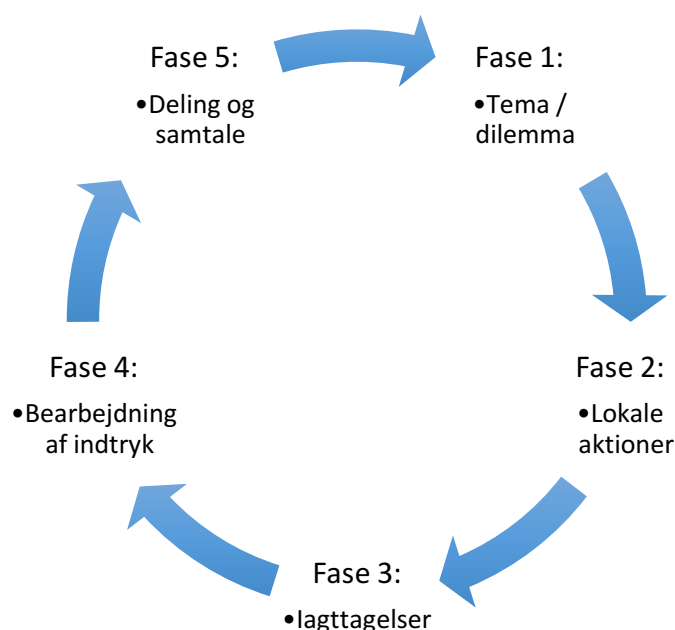 Fase 1:
•Tema /
dilemma
Fase 2:
•Lokale
aktioner
Fase 3:
•Iagttagelser
Fase 4:
•Bearbejdning
af indtryk
Fase 5:
•Deling og
samtale